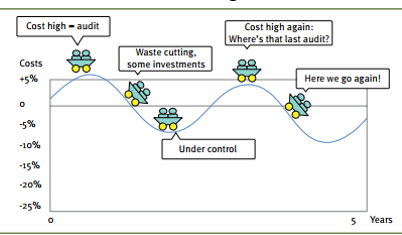 Cost high = audit
Cost high again:
Where's that last audit?
Waste cutting,
some investments
Here we go again!
Under control
Costs
+5%
0
-5%
-10%
-15%
-20%
-25%
0
5
Years